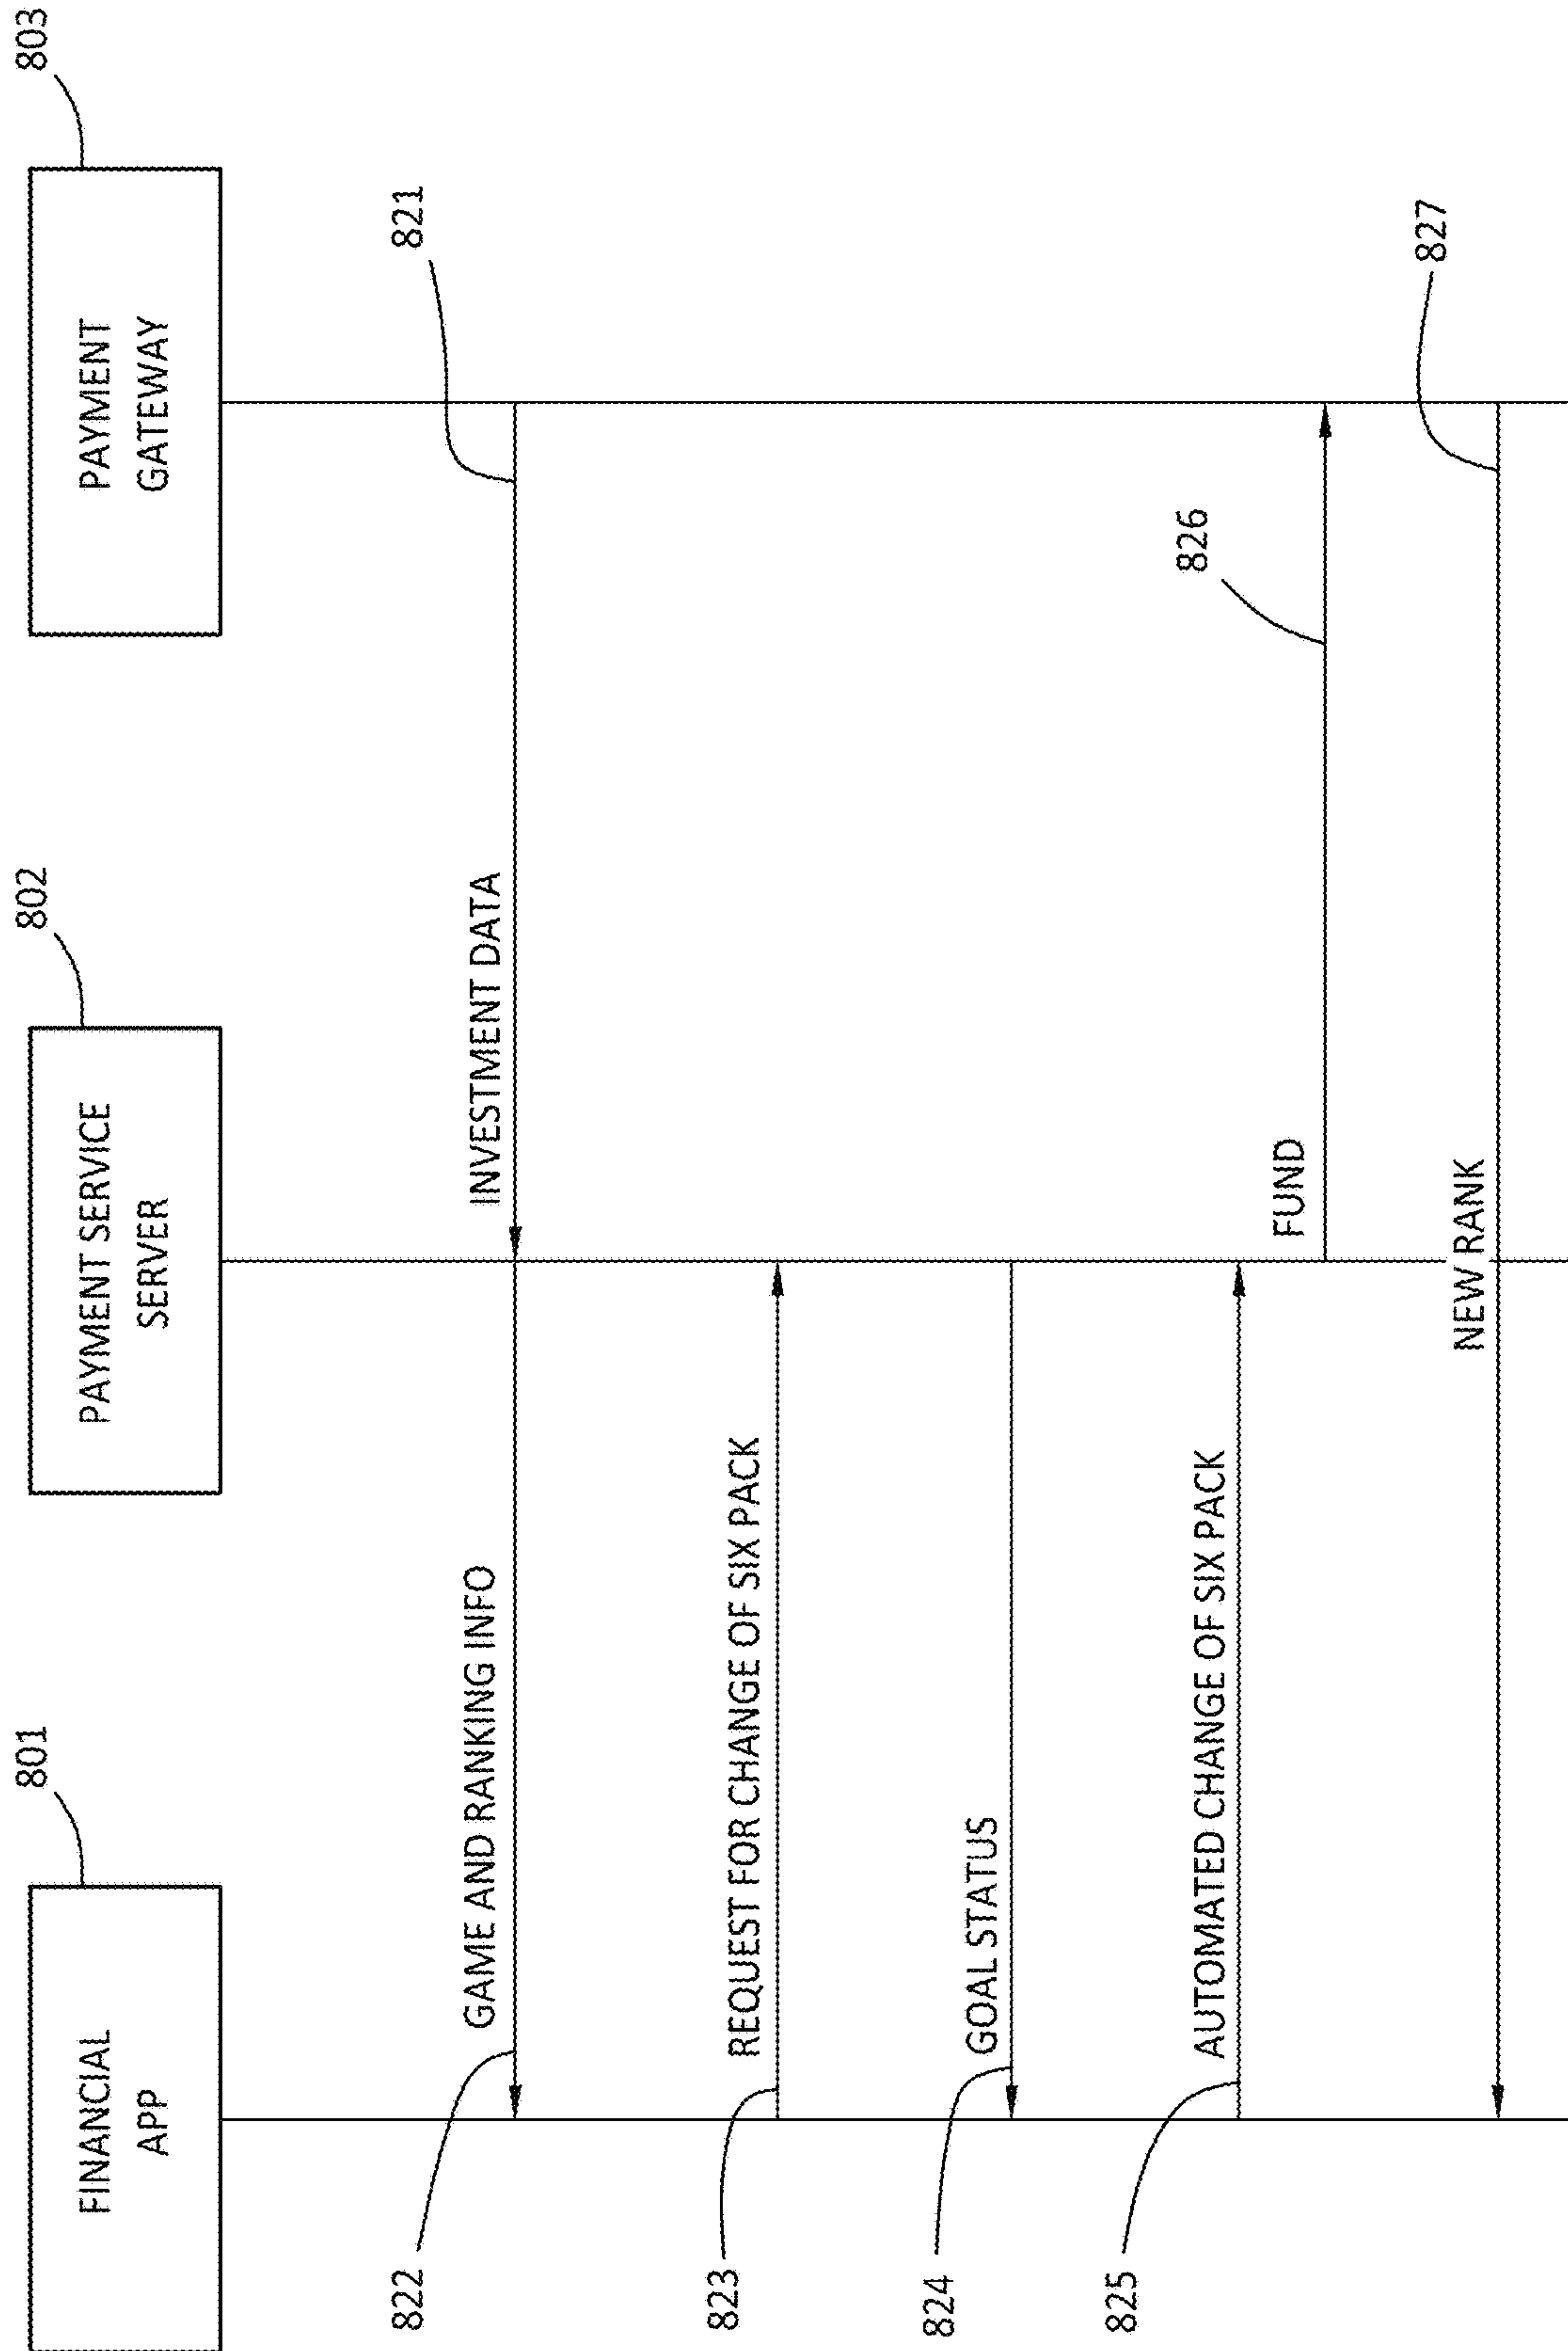 801
802
803
FINANCIAL
APP
PAYMENT SERVICE
SERVER
PAYMENT
GATEWAY
822
GAME AND RANKING INFO
INVESTMENT DATA
821
823
REQUEST FOR CHANGE OF SIX PACK
824
GOAL STATUS
825
AUTOMATED CHANGE OF SIX PACK
FUND
826
NEW RANK
827